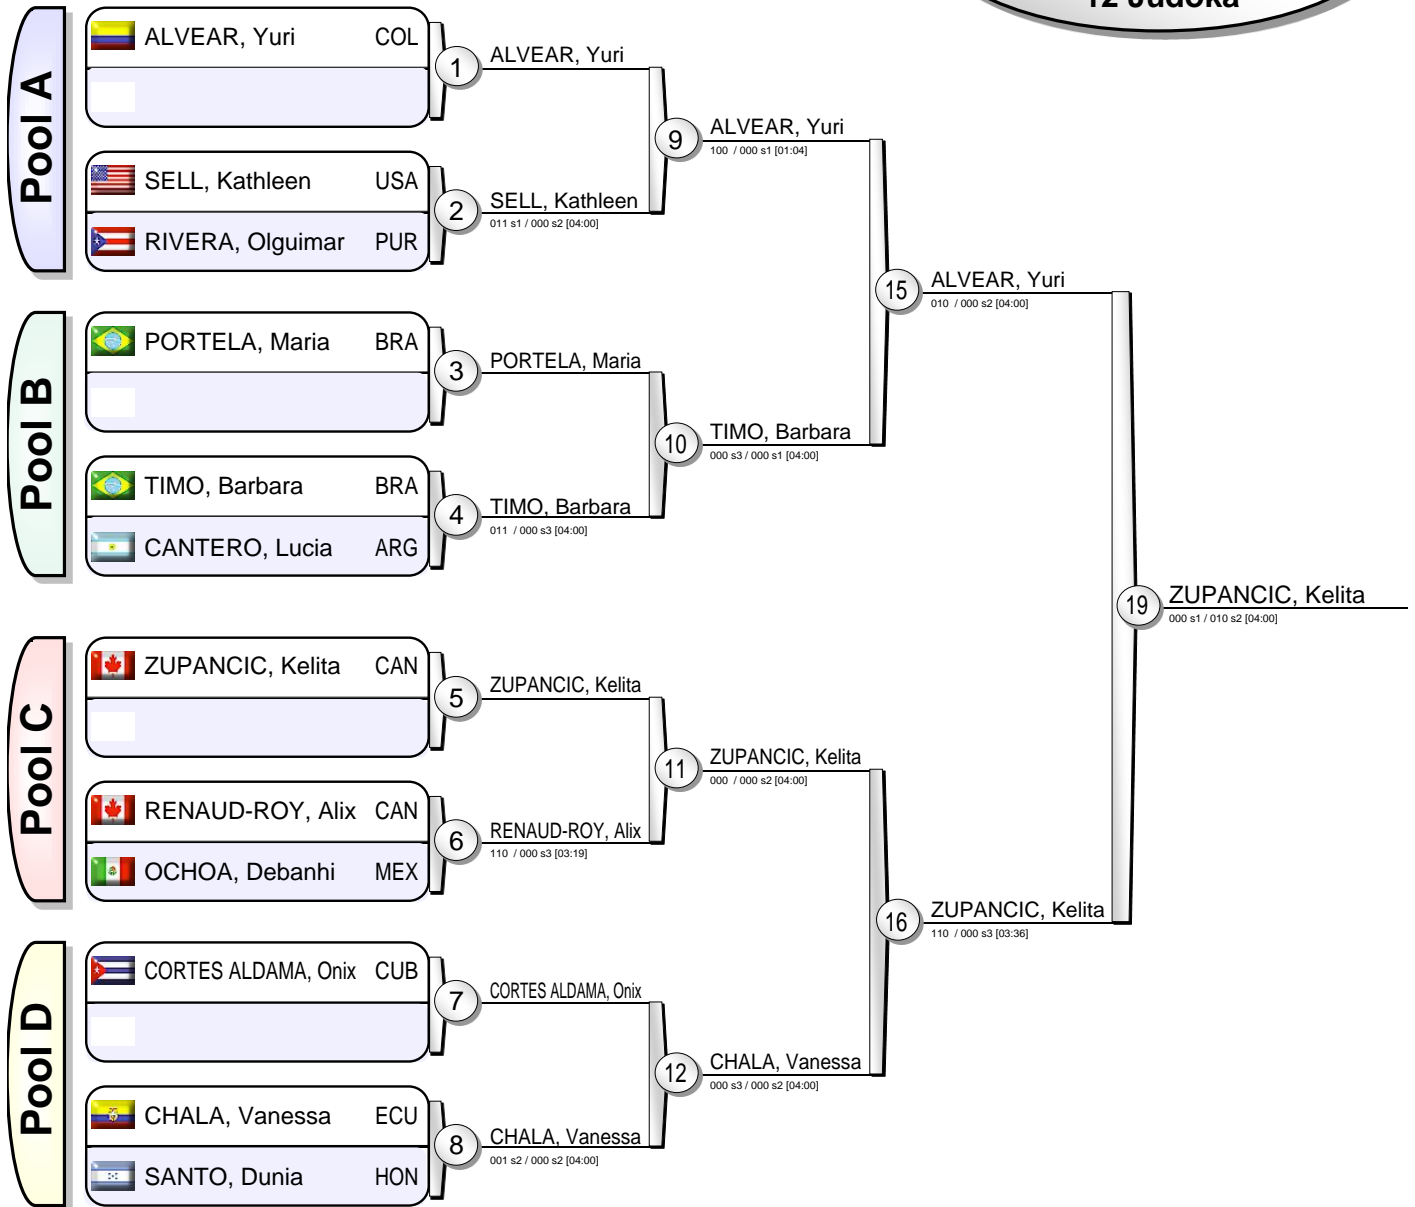 12 Judoka
Pool A
ALVEAR, Yuri COL
SELL, Kathleen USA
RIVERA, Olguimar PUR
1
ALVEAR, Yuri
2
SELL, Kathleen
011 s1 / 000 s2 [04:00]
9
ALVEAR, Yuri
100 / 000 s1 [01:04]
Pool B
PORTELA, Maria BRA
TIMO, Barbara BRA
CANTERO, Lucia ARG
3
PORTELA, Maria
4
TIMO, Barbara
011 / 000 s3 [04:00]
10
TIMO, Barbara
000 s3 / 000 s1 [04:00]
15
ALVEAR, Yuri
010 / 000 s2 [04:00]
Pool C
ZUPANCIC, Kelita CAN
RENAUD-ROY, Alix CAN
OCHOA, Debanhi MEX
5
ZUPANCIC, Kelita
6
RENAUD-ROY, Alix
110 / 000 s3 [03:19]
11
ZUPANCIC, Kelita
000 / 000 s2 [04:00]
Pool D
CORTES ALDAMA, Onix CUB
CHALA, Vanessa ECU
SANTO, Dunia HON
7
CORTES ALDAMA, Onix
8
CHALA, Vanessa
001 s2 / 000 s2 [04:00]
12
CHALA, Vanessa
000 s3 / 000 s2 [04:00]
16
ZUPANCIC, Kelita
110 / 000 s3 [03:36]
19
ZUPANCIC, Kelita
000 s1 / 010 s2 [04:00]